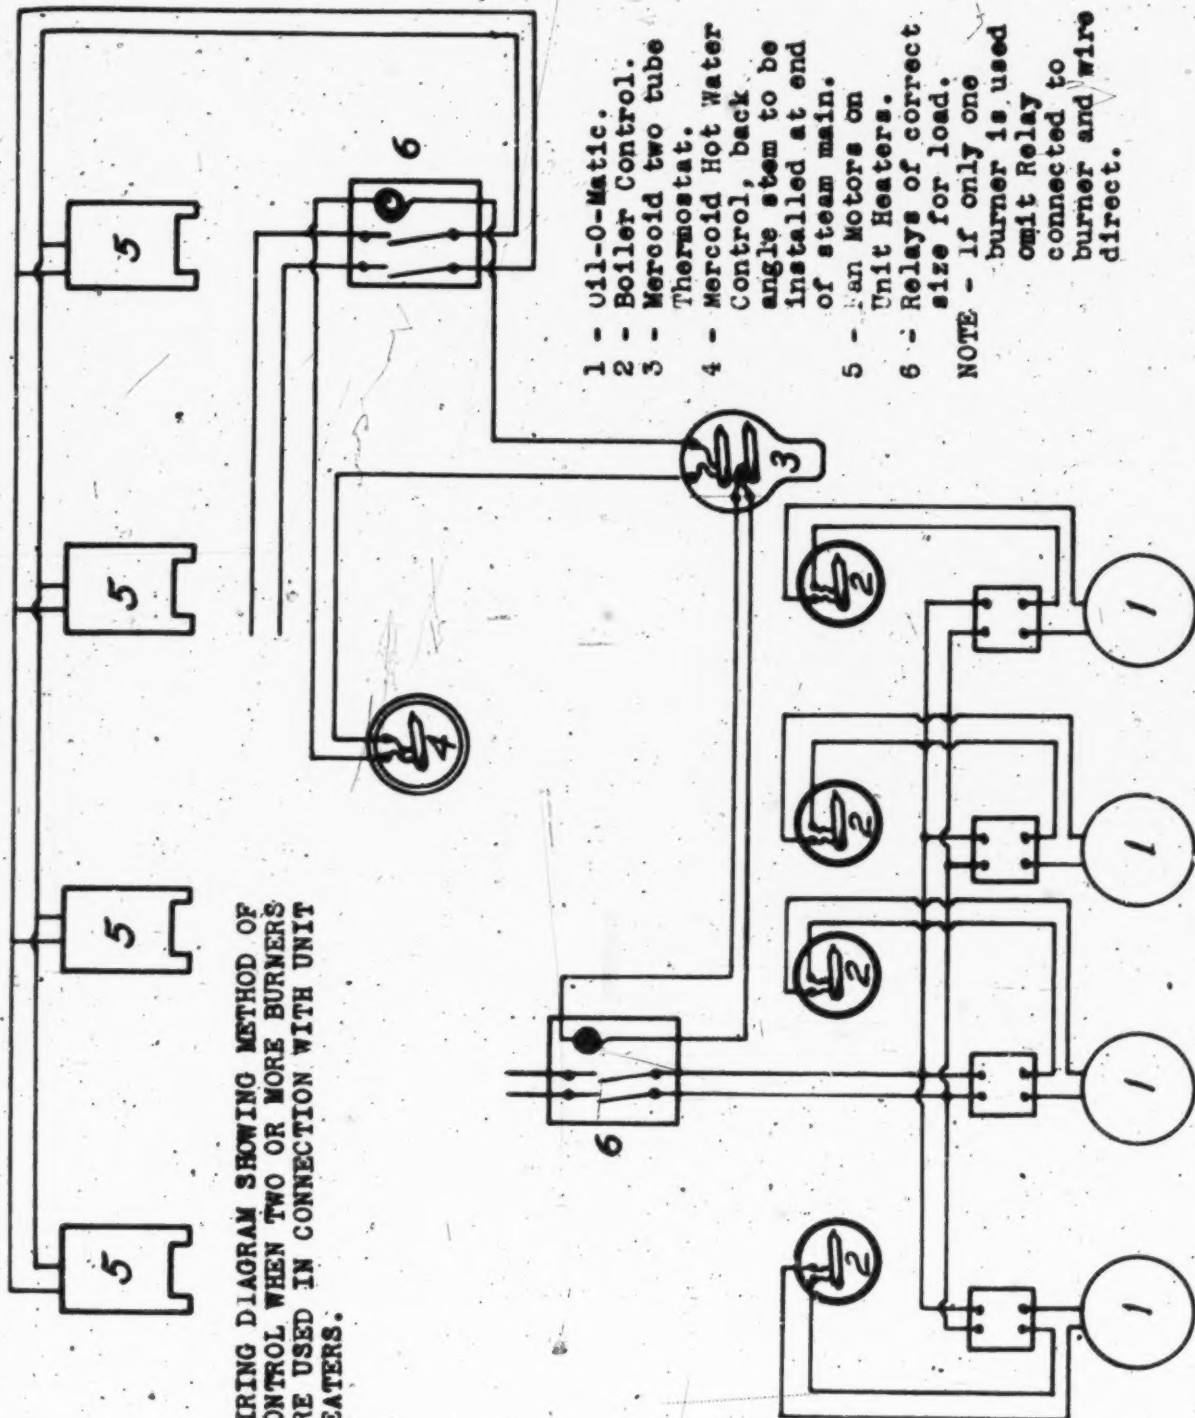 5
5
5
5
IRING DIAGRAM SHOWING METHOD OF
ONTROL WHEN TWO OR MORE BURNERS
RE USED IN CONNECTION WITH UNIT
EATERS.
6
4
3
6
2
2
2
2
1
1
1
1
1 - Oil-O-Matic.
2 - Boiler Control.
3 - Mercoid two tube
Thermostat.
4 - Mercoid Hot Water
Control, back
angle stem to be
installed at end
of steam main.
5 - Fan Motors on
Unit Heaters.
6 - Relays of correct
size for load.
NOTE - If only one
burner is used
omit Relay
connected to
burner and wire
direct.